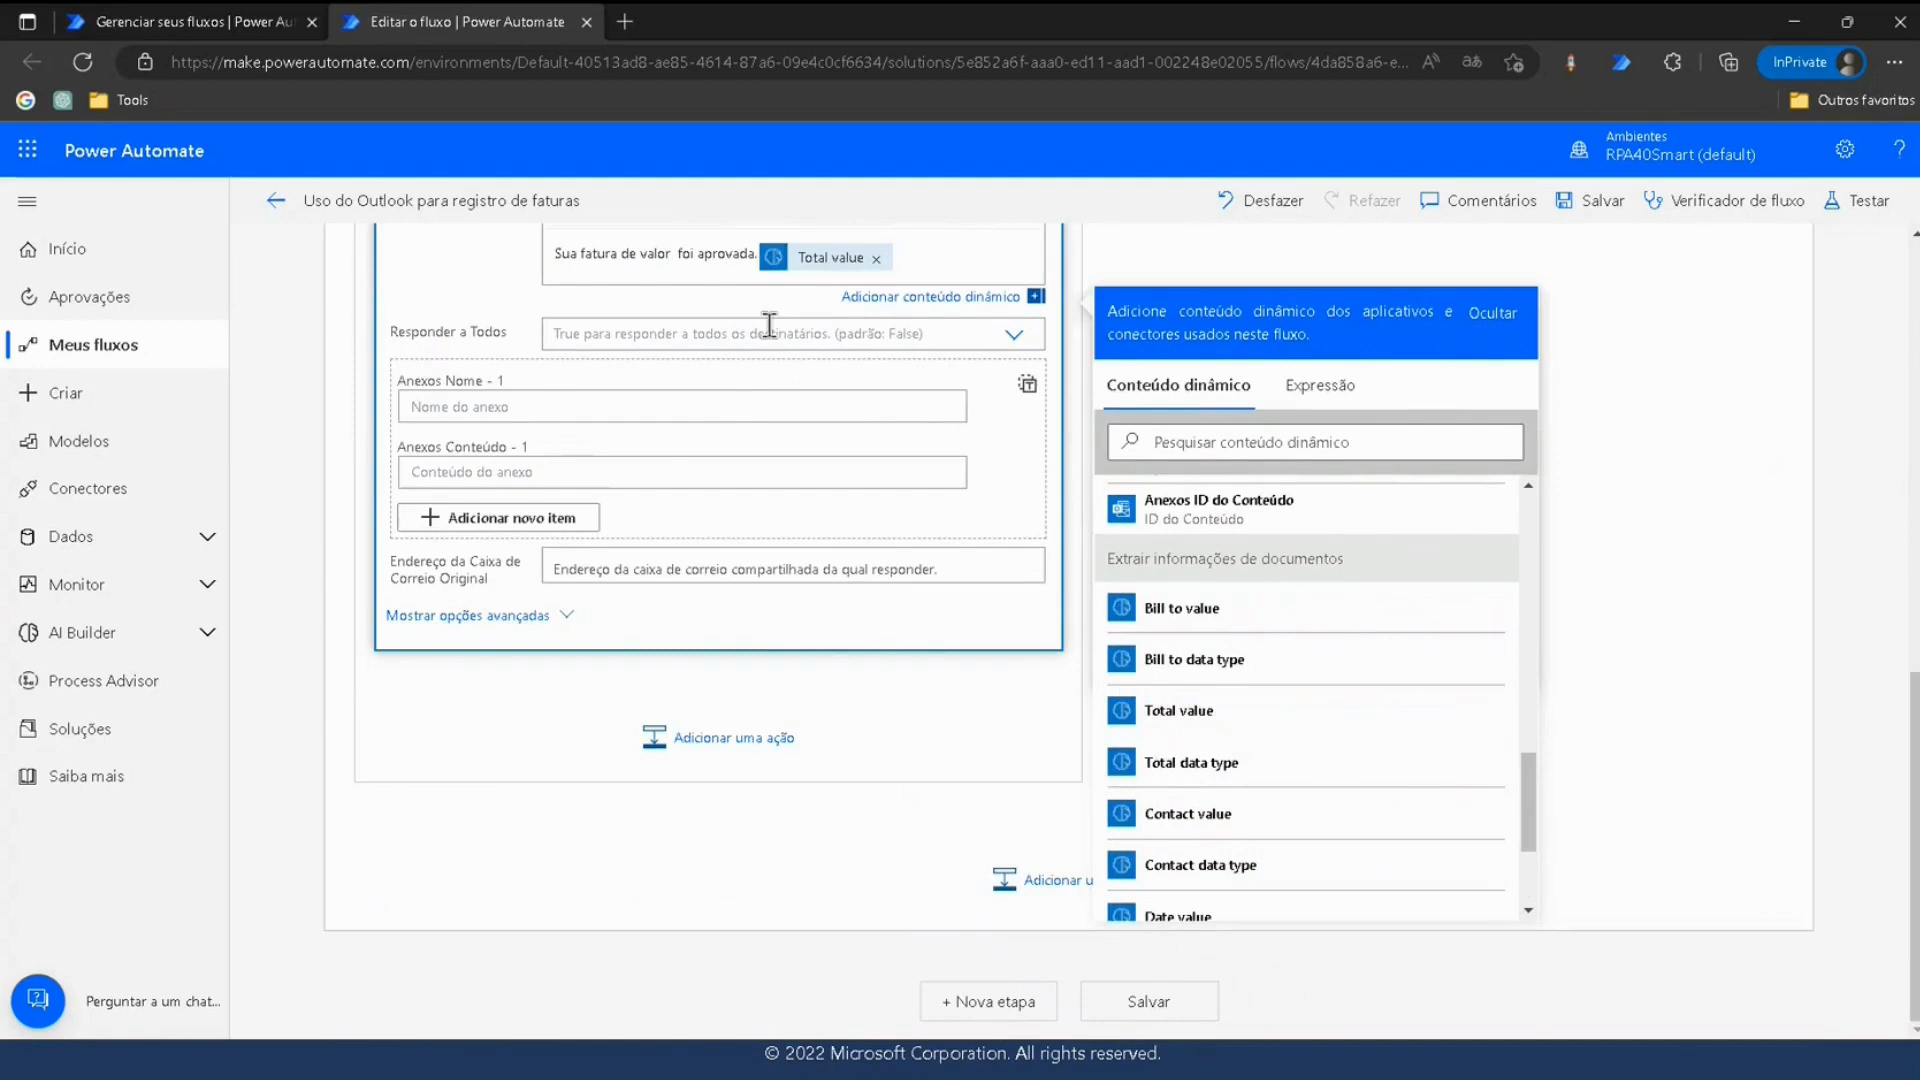 Gerenciar seus fluxos | Power Au
Editar o fluxo | Power Automate
https://make.powerautomate.com/environments/Default-40513ad8-ae85-4614-87a6-09e4c0cf6634/solutions/5e852a6f-aaa0-ed11-aad1-002248e02055/flows/4da858a6-e...
InPrivate
Tools
Outros favoritos
Power Automate
Ambientes
RPA40Smart (default)
Uso do Outlook para registro de faturas
Desfazer
Refazer
Comentários
Salvar
Verificador de fluxo
Testar
Início
Aprovações
Meus fluxos
Criar
Modelos
Conectores
Dados
Monitor
AI Builder
Process Advisor
Soluções
Saiba mais
Perguntar a um chat...
Sua fatura de valor foi aprovada. Total value
Adicionar conteúdo dinâmico
Responder a Todos
True para responder a todos os destinatários. (padrão: False)
Anexos Nome - 1
Nome do anexo
Anexos Conteúdo - 1
Conteúdo do anexo
Adicionar novo item
Endereço da Caixa de
Correio Original
Endereço da caixa de correio compartilhada da qual responder.
Mostrar opções avançadas
Adicionar uma ação
Adicionar u
Adicione conteúdo dinâmico dos aplicativos e
conectores usados neste fluxo.
Ocultar
Conteúdo dinâmico
Expressão
Pesquisar conteúdo dinâmico
Anexos ID do Conteúdo
ID do Conteúdo
Extrair informações de documentos
Bill to value
Bill to data type
Total value
Total data type
Contact value
Contact data type
Date value
+ Nova etapa
Salvar
© 2022 Microsoft Corporation. All rights reserved.